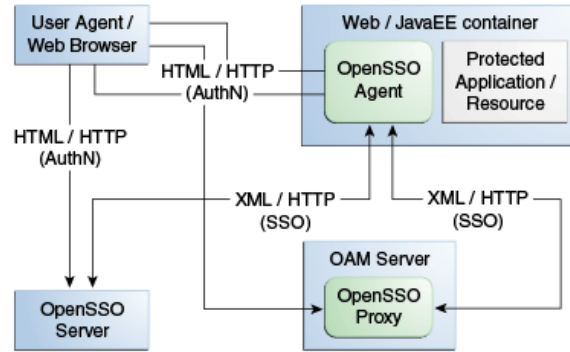 User Agent /
Web Browser
Web / JavaEE container
OpenSSO
Agent
Protected
Application /
Resource
HTML / HTTP
(AuthN)
HTML / HTTP
(AuthN)
XML / HTTP
(SSO)
XML / HTTP
(SSO)
OAM Server
OpenSSO
Proxy
OpenSSO
Server